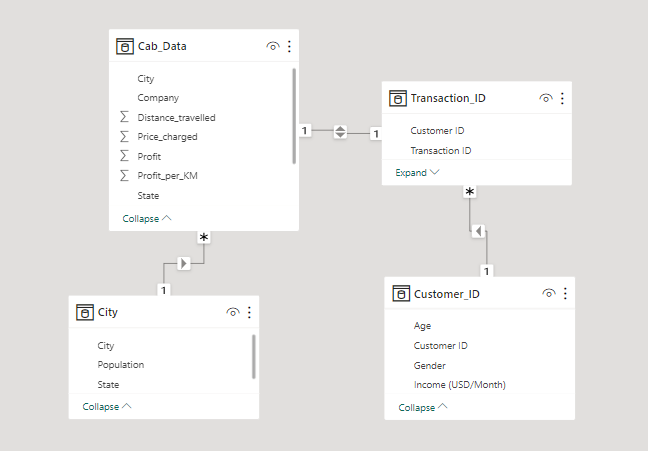 Cab_Data
City
Company
Distance_travelled
Price_charged
Profit
Profit_per_KM
State
Collapse
1
1
Transaction_ID
Customer ID
Transaction ID
Expand
*
*
1
1
City
City
Population
State
Collapse
Customer_ID
Age
Customer ID
Gender
Income (USD/Month)
Collapse